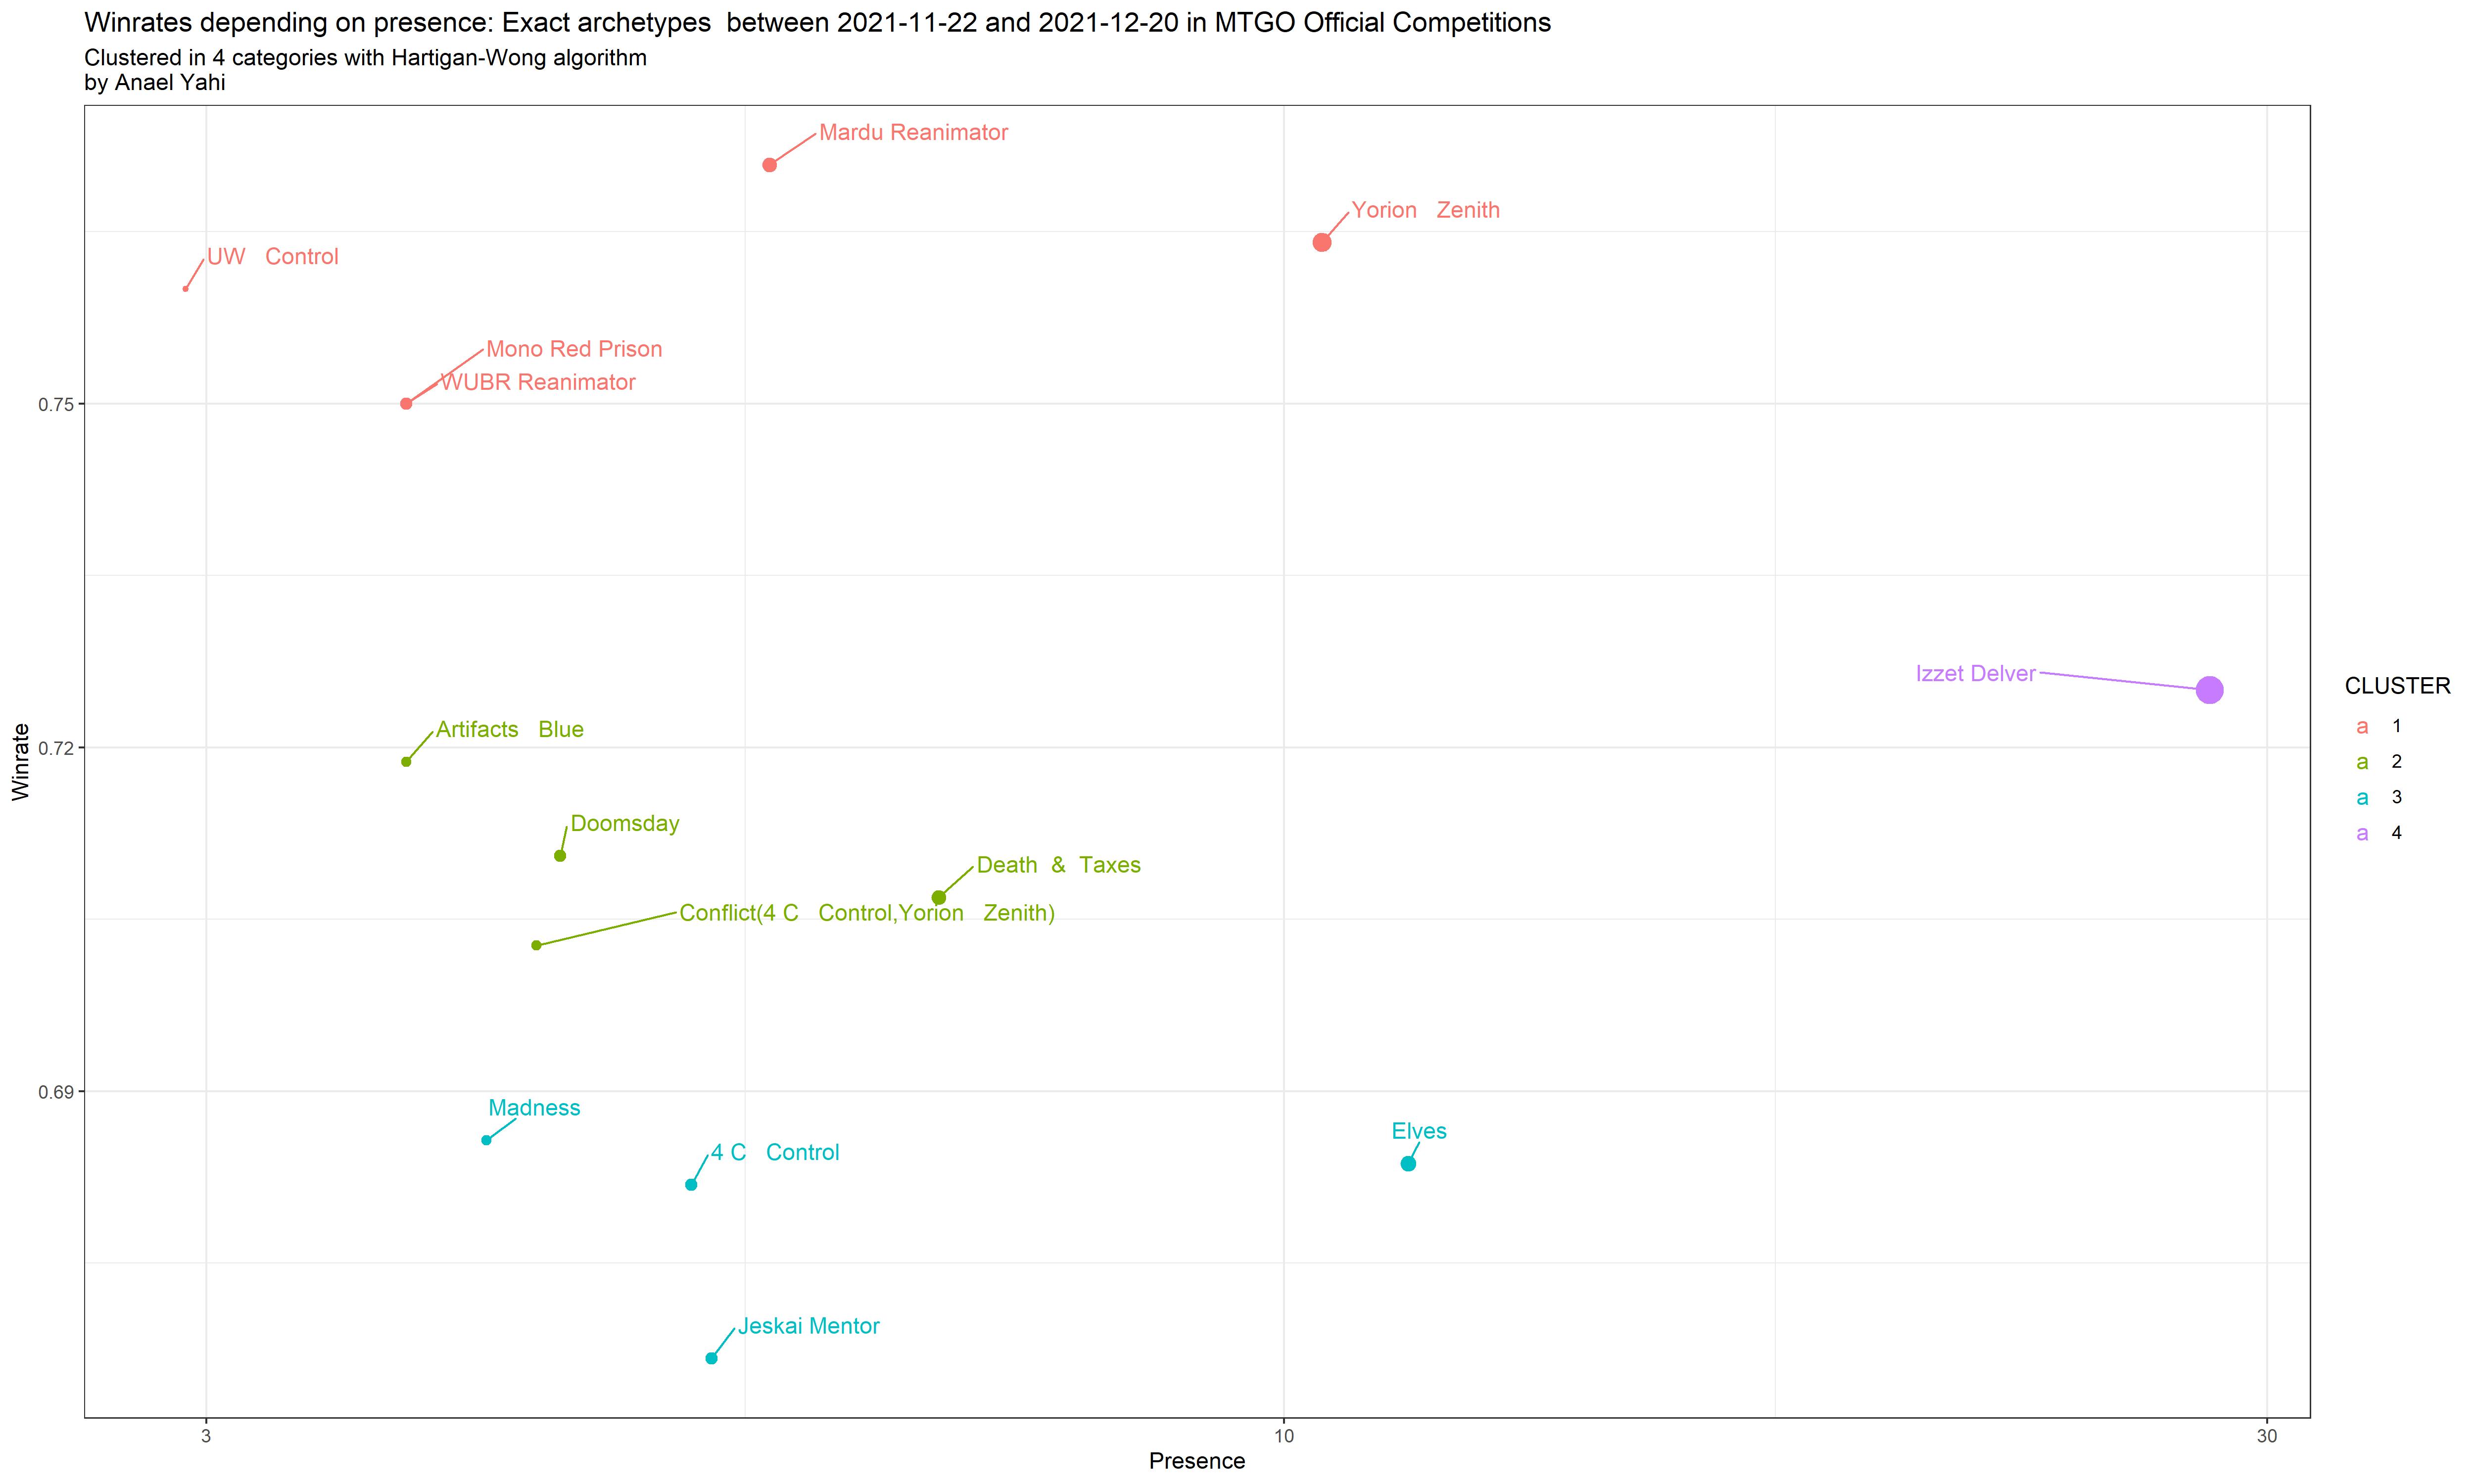 Winrates depending on presence: Exact archetypes  between 2021-11-22 and 2021-12-20 in MTGO Official Competitions
Clustered in 4 categories with Hartigan-Wong algorithm
by Anael Yahi
Mardu Reanimator
Yorion   Zenith
UW   Control
Mono Red Prison
WUBR Reanimator
0.75
Izzet Delver
CLUSTER
a 1
a 2
a 3
a 4
Artifacts   Blue
0.72
Winrate
Doomsday
Death  &  Taxes
Conflict(4 C   Control,Yorion   Zenith)
0.69
Madness
Elves
4 C   Control
Jeskai Mentor
3 10 30
Presence